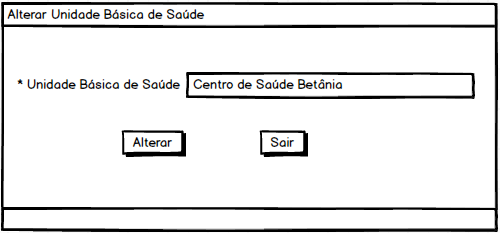 Alterar Unidade Básica de Saúde
* Unidade Básica de Saúde Centro de Saúde Betânia
Alterar Sair